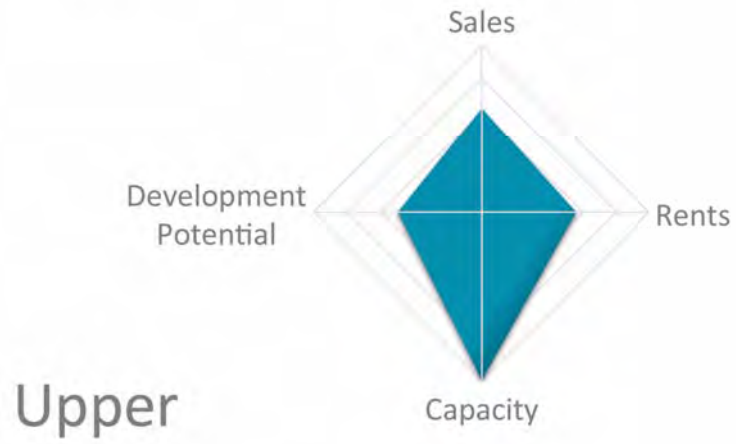 Sales
Development
Potential
Rents
Capacity
Upper